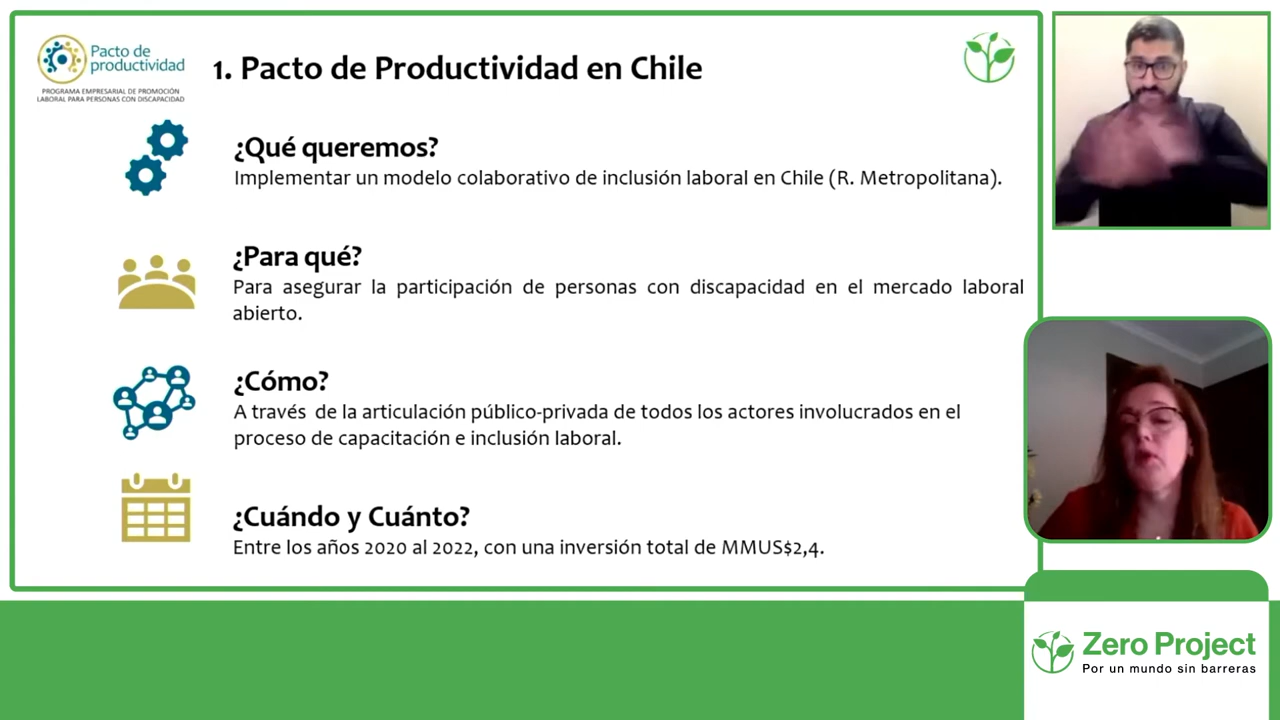 Pacto de
productividad
PROGRAMA EMPRESARIAL DE PROMOCIÓN
LABORAL PARA PERSONAS CON DISCAPACIDAD
1. Pacto de Productividad en Chile
¿Qué queremos?
Implementar un modelo colaborativo de inclusión laboral en Chile (R. Metropolitana).
¿Para qué?
Para asegurar la participación de personas con discapacidad en el mercado laboral
abierto.
¿Cómo?
A través de la articulación público-privada de todos los actores involucrados en el
proceso de capacitación e inclusión laboral.
¿Cuándo y Cuánto?
Entre los años 2020 al 2022, con una inversión total de MMUS$2,4.
Zero Project
Por un mundo sin barreras